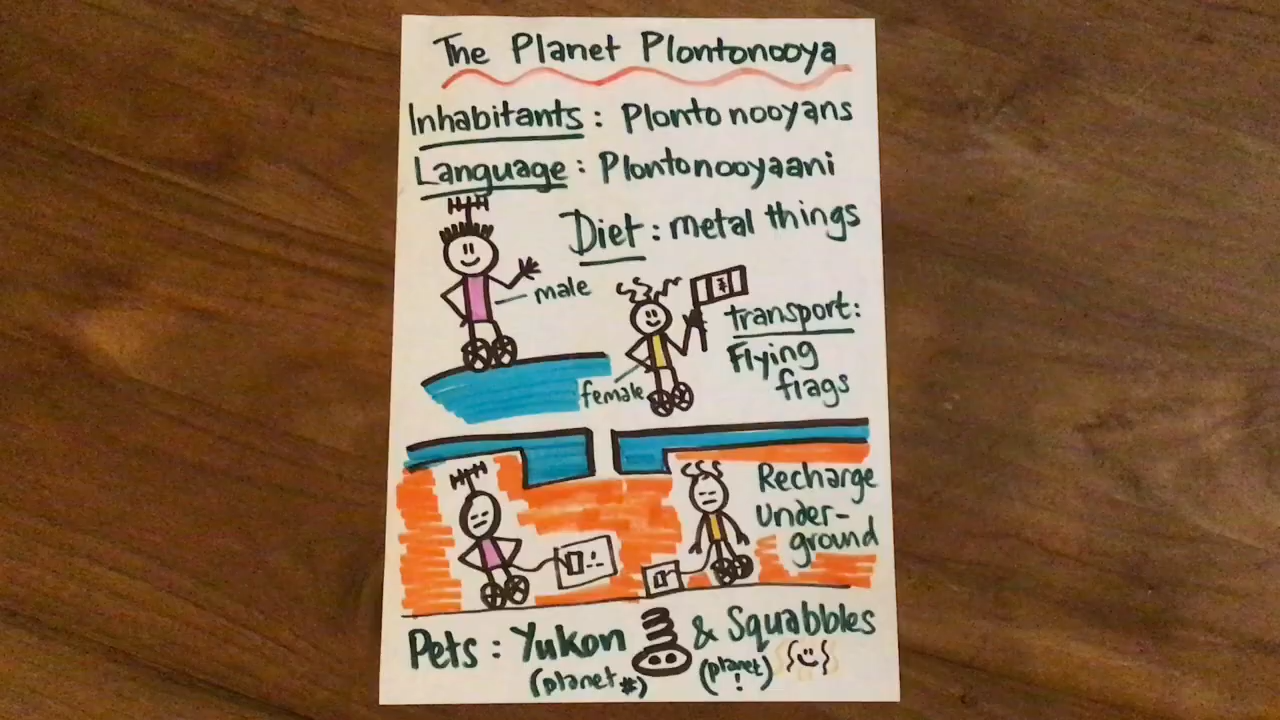 The Planet Plontonooya
Inhabitants: Plontonooyans
Language: Plontonooyaani
Diet: metal things
male
transport:
Flying
flags
female
Recharge
Under-
ground
Pets: Yukon & Squabbles
(planet #) (planet !)